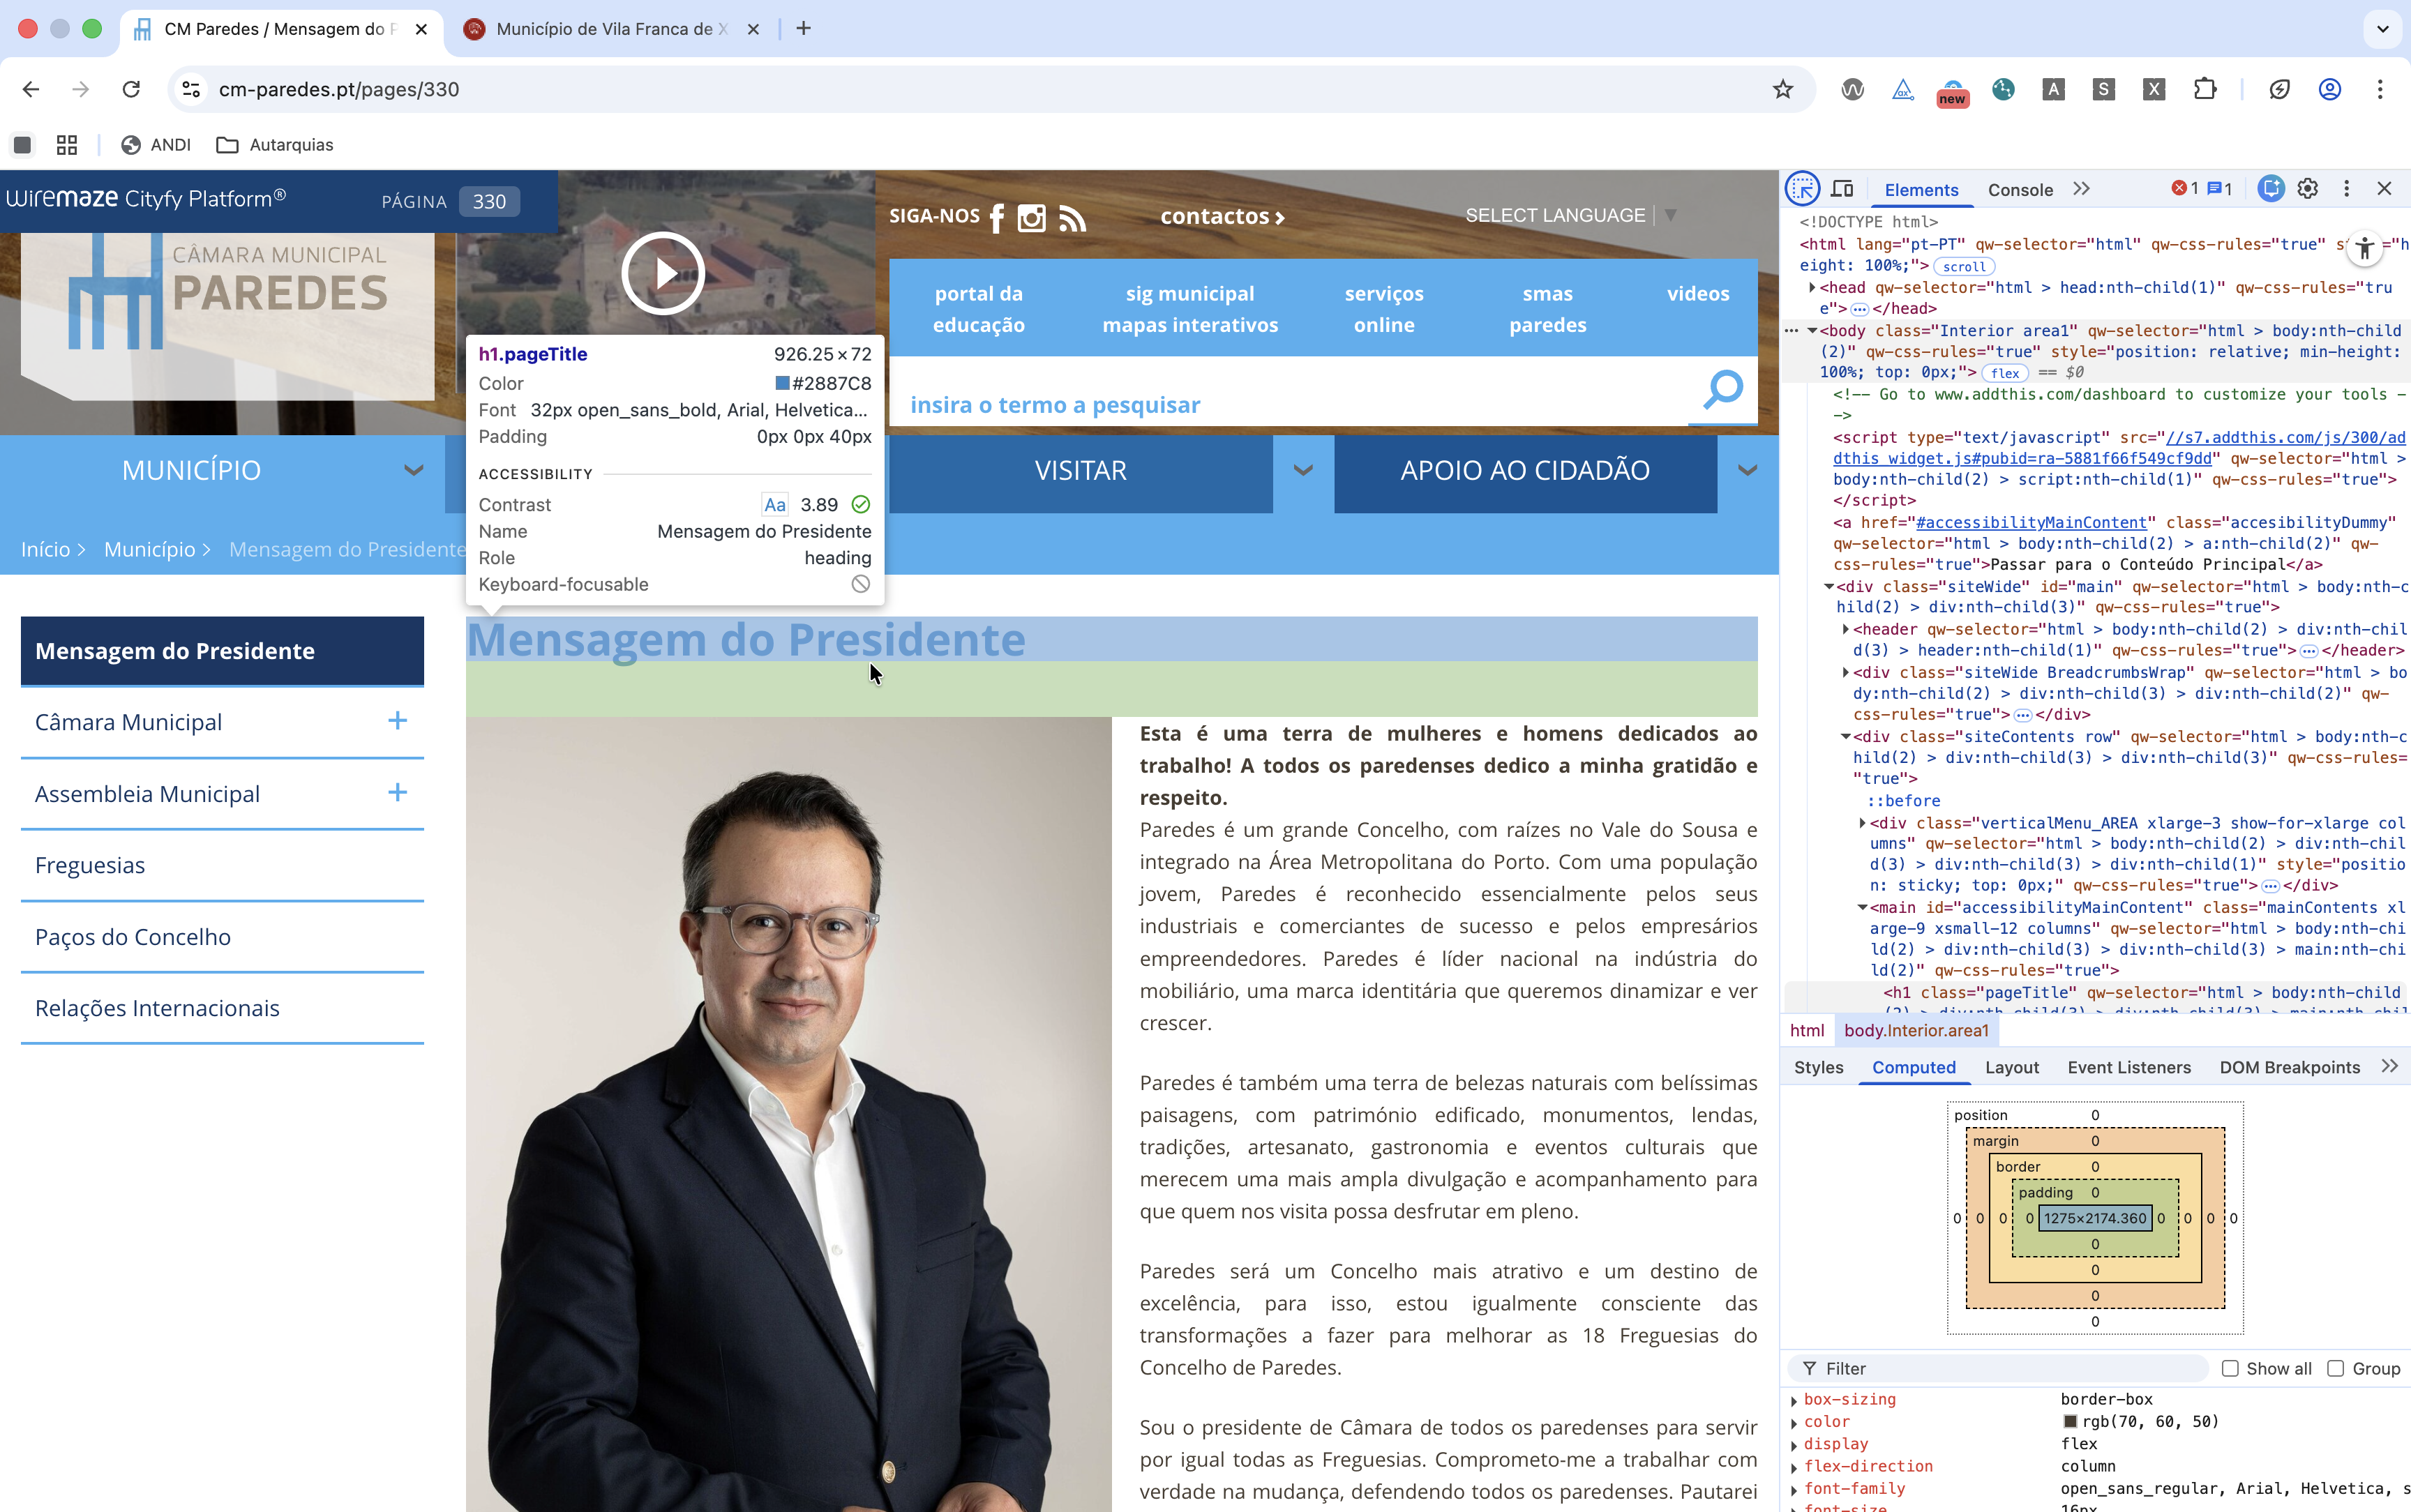 CM Paredes / Mensagem do P
Município de Vila Franca de X
cm-paredes.pt/pages/330
new
A
S
X
ANDI
Autarquias
wiremaze Cityfy Platform®
PÁGINA 330
CÂMARA MUNICIPAL
PAREDES
SIGA-NOS
contactos
SELECT LANGUAGE ▼
portal da
educação
sig municipal
mapas interativos
serviços
online
smas
paredes
videos
insira o termo a pesquisar
MUNICÍPIO
VISITAR
APOIO AO CIDADÃO
Início > Município > Mensagem do Presidente
h1.pageTitle 926.25 × 72
Color #2887C8
Font 32px open_sans_bold, Arial, Helvetica...
Padding 0px 0px 40px
ACCESSIBILITY
Contrast Aa 3.89
Name Mensagem do Presidente
Role heading
Keyboard-focusable
Mensagem do Presidente
Câmara Municipal +
Assembleia Municipal +
Freguesias
Paços do Concelho
Relações Internacionais
Mensagem do Presidente
Esta é uma terra de mulheres e homens dedicados ao
trabalho! A todos os paredenses dedico a minha gratidão e
respeito.
Paredes é um grande Concelho, com raízes no Vale do Sousa e
integrado na Área Metropolitana do Porto. Com uma população
jovem, Paredes é reconhecido essencialmente pelos seus
industriais e comerciantes de sucesso e pelos empresários
empreendedores. Paredes é líder nacional na indústria do
mobiliário, uma marca identitária que queremos dinamizar e ver
crescer.
Paredes é também uma terra de belezas naturais com belíssimas
paisagens, com património edificado, monumentos, lendas,
tradições, artesanato, gastronomia e eventos culturais que
merecem uma mais ampla divulgação e acompanhamento para
que quem nos visita possa desfrutar em pleno.
Paredes será um Concelho mais atrativo e um destino de
excelência, para isso, estou igualmente consciente das
transformações a fazer para melhorar as 18 Freguesias do
Concelho de Paredes.
Sou o presidente de Câmara de todos os paredenses para servir
por igual todas as Freguesias. Comprometo-me a trabalhar com
verdade na mudança, defendendo todos os paredenses. Pautarei
Elements Console 1 1
<!DOCTYPE html>
<html lang="pt-PT" qw-selector="html" qw-css-rules="true" s
eight: 100%;"> scroll
<head qw-selector="html > head:nth-child(1)" qw-css-rules="tru
e"> … </head>
<body class="Interior area1" qw-selector="html > body:nth-child
(2)" qw-css-rules="true" style="position: relative; min-height:
100%; top: 0px;"> flex == $0
<!-- Go to www.addthis.com/dashboard to customize your tools -
->
<script type="text/javascript" src="//s7.addthis.com/js/300/ad
dthis_widget.js#pubid=ra-5881f66f549cf9dd" qw-selector="html >
body:nth-child(2) > script:nth-child(1)" qw-css-rules="true">
</script>
<a href="#accessibilityMainContent" class="accesibilityDummy"
qw-selector="html > body:nth-child(2) > a:nth-child(2)" qw-
css-rules="true">Passar para o Conteúdo Principal</a>
<div class="siteWide" id="main" qw-selector="html > body:nth-c
hild(2) > div:nth-child(3)" qw-css-rules="true">
<header qw-selector="html > body:nth-child(2) > div:nth-chil
d(3) > header:nth-child(1)" qw-css-rules="true"> … </header>
<div class="siteWide BreadcrumbsWrap" qw-selector="html > bo
dy:nth-child(2) > div:nth-child(3) > div:nth-child(2)" qw-
css-rules="true"> … </div>
<div class="siteContents row" qw-selector="html > body:nth-c
hild(2) > div:nth-child(3) > div:nth-child(3)" qw-css-rules=
"true">
::before
<div class="verticalMenu_AREA xlarge-3 show-for-xlarge col
umns" qw-selector="html > body:nth-child(2) > div:nth-chil
d(3) > div:nth-child(3) > div:nth-child(1)" style="positio
n: sticky; top: 0px;" qw-css-rules="true"> … </div>
<main id="accessibilityMainContent" class="mainContents xl
arge-9 xsmall-12 columns" qw-selector="html > body:nth-chi
ld(2) > div:nth-child(3) > div:nth-child(3) > main:nth-chi
ld(2)" qw-css-rules="true">
<h1 class="pageTitle" qw-selector="html > body:nth-child
html body.Interior.area1
Styles Computed Layout Event Listeners DOM Breakpoints
position 0
margin 0
border 0
padding 0
0 0 0 0 1275×2174.360 0 0 0 0
0
0
0
0
Filter Show all Group
box-sizing border-box
color rgb(70, 60, 50)
display flex
flex-direction column
font-family open_sans_regular, Arial, Helvetica, s
font-size 16px